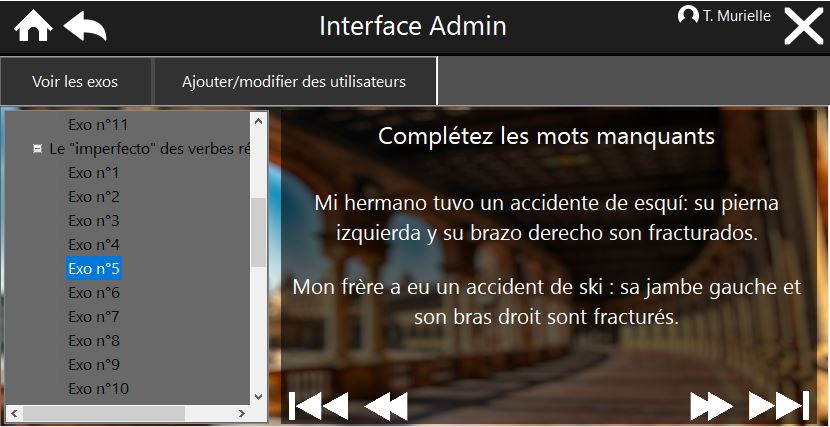 Interface Admin
T. Murielle
Voir les exos
Ajouter/modifier des utilisateurs
Exo n°11
Le "imperfecto" des verbes ré
Exo n°1
Exo n°2
Exo n°3
Exo n°4
Exo n°5
Exo n°6
Exo n°7
Exo n°8
Exo n°9
Exo n°10
Complétez les mots manquants
Mi hermano tuvo un accidente de esquí: su pierna
izquierda y su brazo derecho son fracturados.
Mon frère a eu un accident de ski : sa jambe gauche et
son bras droit sont fracturés.